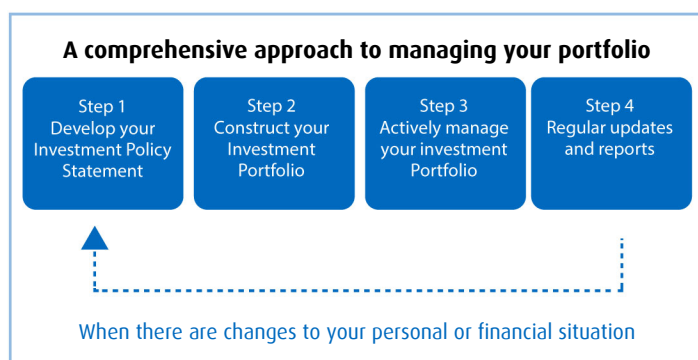 A comprehensive approach to managing your portfolio
Step 1
Develop your
Investment Policy
Statement
Step 2
Construct your
Investment
Portfolio
Step 3
Actively manage
your investment
Portfolio
Step 4
Regular updates
and reports
When there are changes to your personal or financial situation